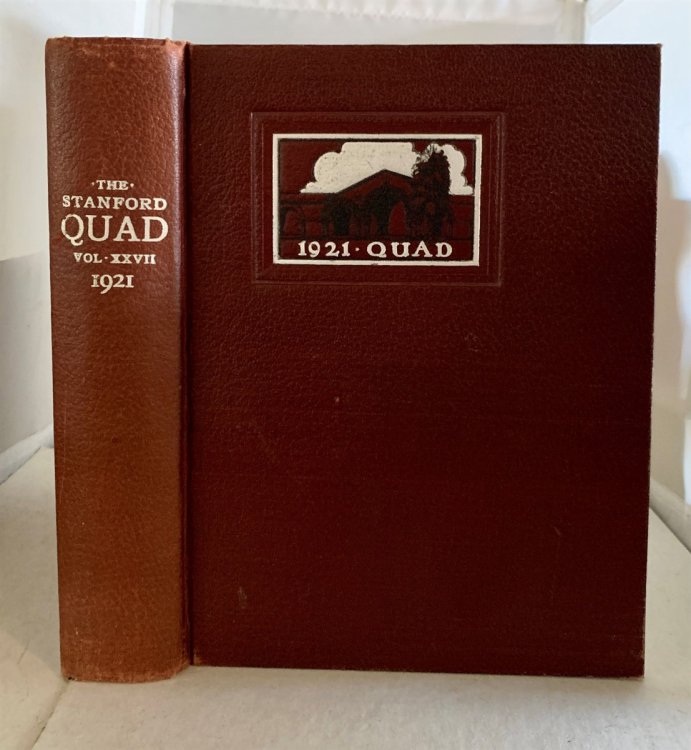 ·THE·
STANFORD
QUAD
VOL·XXVII
1921
1921·QUAD